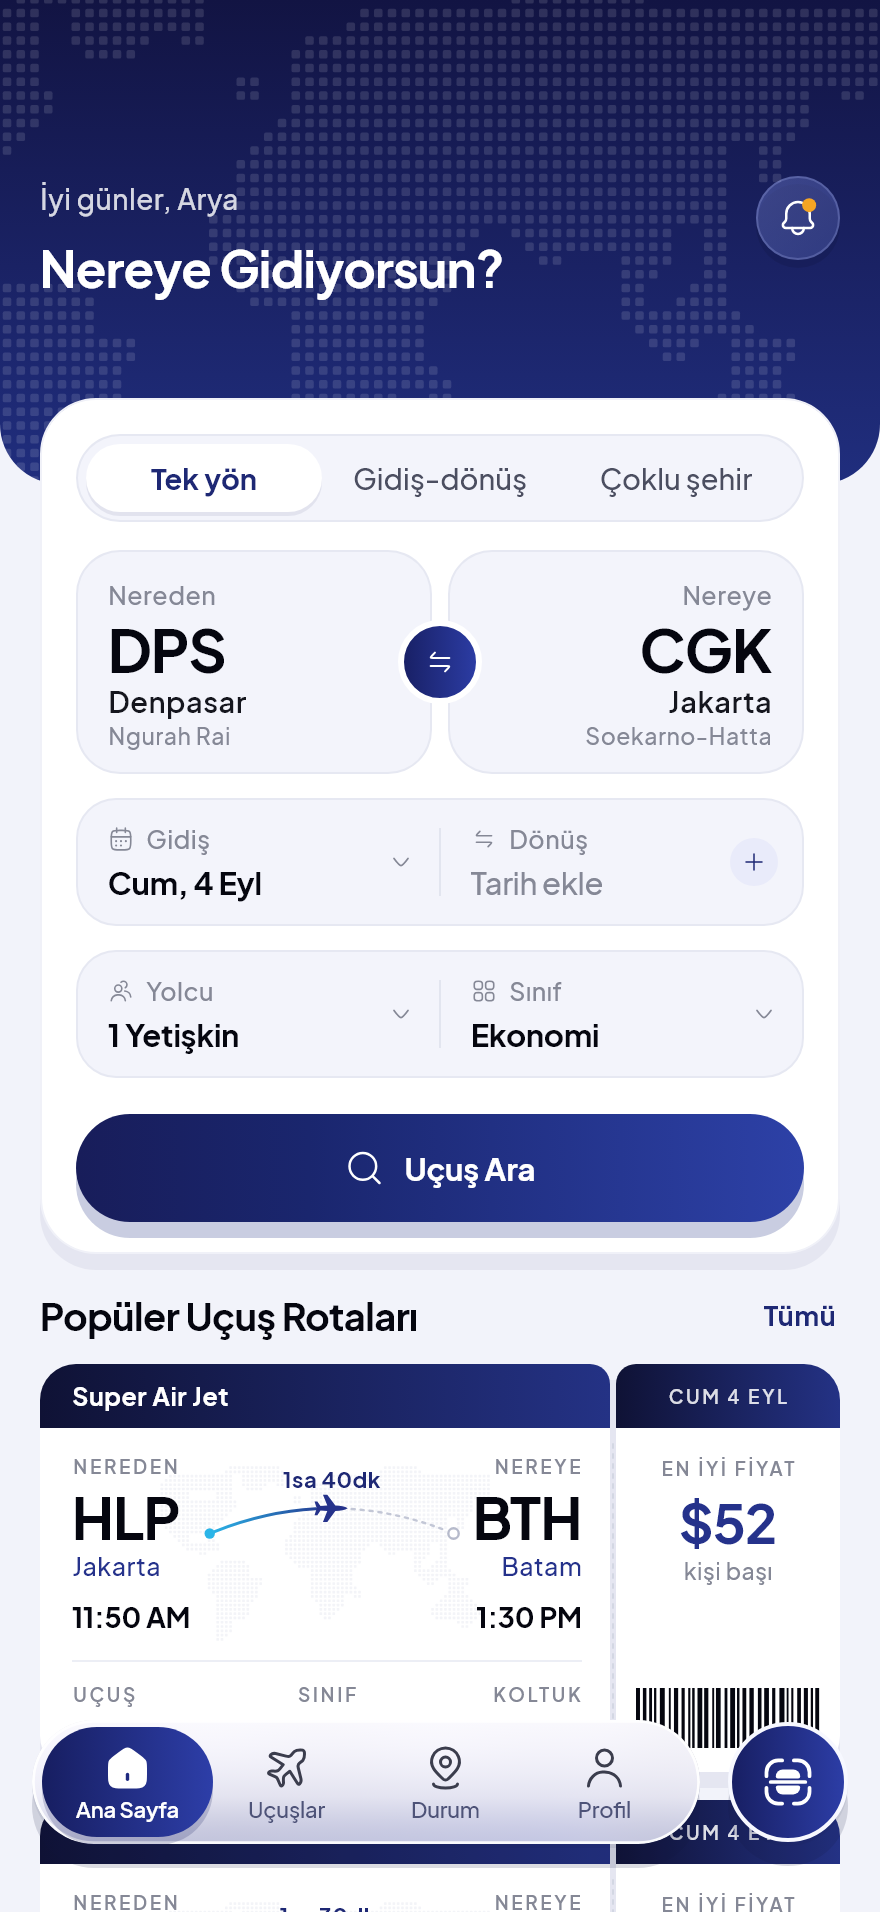 İyi günler, Arya
Nereye Gidiyorsun?
Tek yön
Gidiş-dönüş
Çoklu şehir
Nereden
DPS
Denpasar
Ngurah Rai
Nereye
CGK
Jakarta
Soekarno-Hatta
Gidiş
Cum, 4 Eyl
Dönüş
Tarih ekle
Yolcu
1 Yetişkin
Sınıf
Ekonomi
Uçuş Ara
Popüler Uçuş Rotaları
Tümü
Super Air Jet
CUM 4 EYL
NEREDEN
HLP
Jakarta
11:50 AM
1sa 40dk
NEREYE
BTH
Batam
1:30 PM
EN İYİ FİYAT
$52
kişi başı
UÇUŞ
SINIF
KOLTUK
Ana Sayfa
Uçuşlar
Durum
Profil
CUM 4
NEREDEN
NEREYE
EN İYİ FİYAT